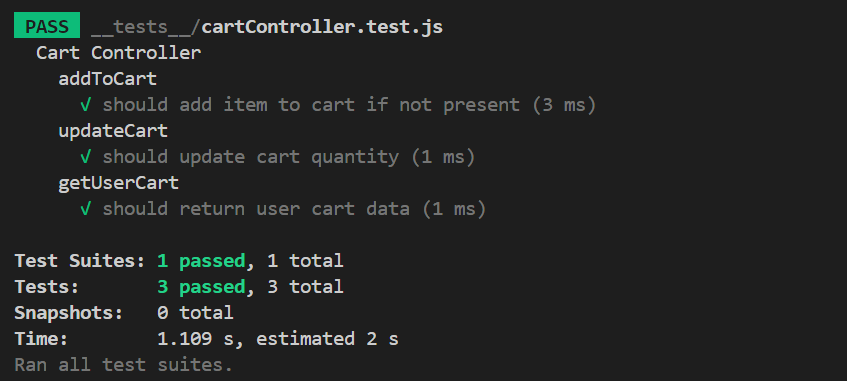 PASS __tests__/cartController.test.js
Cart Controller
addToCart
√ should add item to cart if not present (3 ms)
updateCart
√ should update cart quantity (1 ms)
getUserCart
√ should return user cart data (1 ms)
Test Suites: 1 passed, 1 total
Tests: 3 passed, 3 total
Snapshots: 0 total
Time: 1.109 s, estimated 2 s
Ran all test suites.